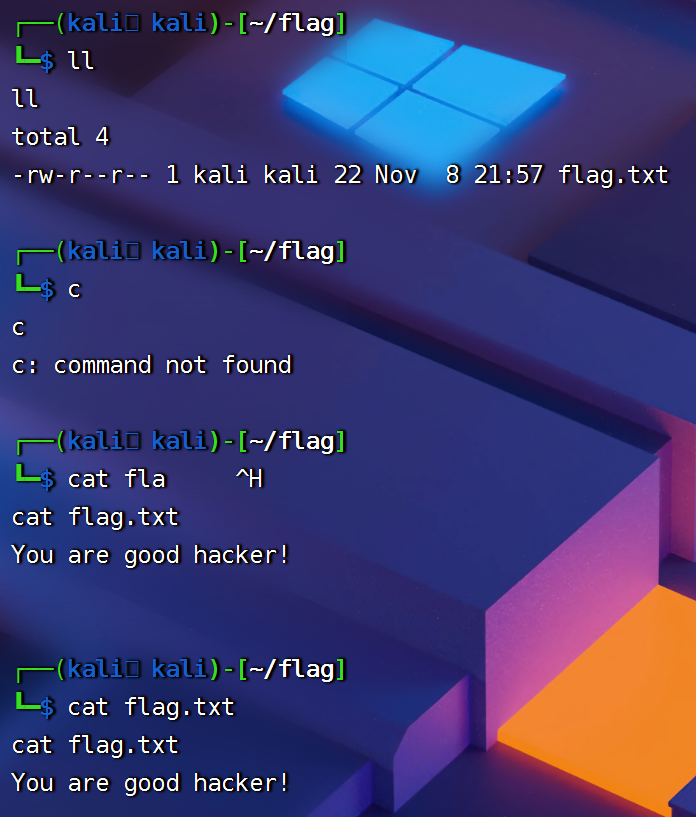 ┌──(kali㉿ kali)-[~/flag]
└─$ ll
ll
total 4
-rw-r--r-- 1 kali kali 22 Nov  8 21:57 flag.txt
┌──(kali㉿ kali)-[~/flag]
└─$ c
c
c: command not found
┌──(kali㉿ kali)-[~/flag]
└─$ cat fla     ^H
cat flag.txt
You are good hacker!
┌──(kali㉿ kali)-[~/flag]
└─$ cat flag.txt
cat flag.txt
You are good hacker!